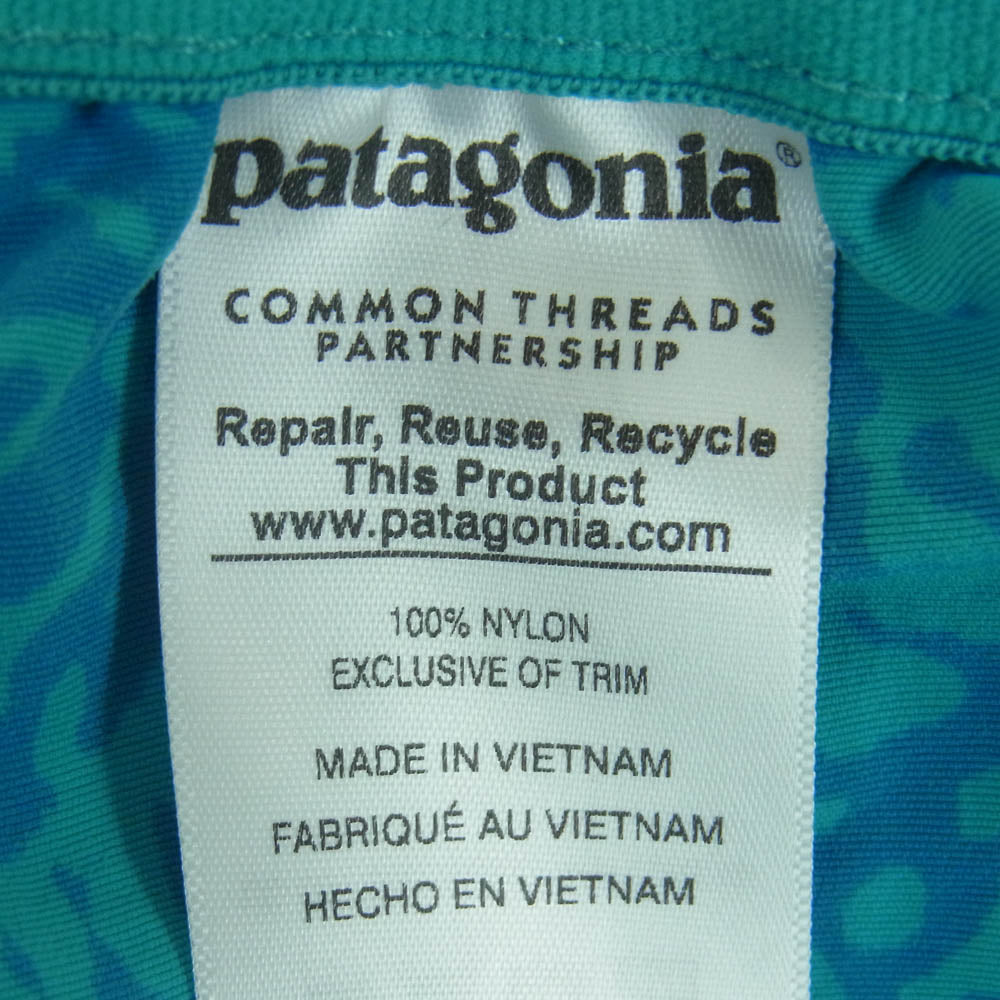 patagonia®
COMMON THREADS
PARTNERSHIP
Repair, Reuse, Recycle
This Product
www.patagonia.com
100% NYLON
EXCLUSIVE OF TRIM
MADE IN VIETNAM
FABRIQUÉ AU VIETNAM
HECHO EN VIETNAM